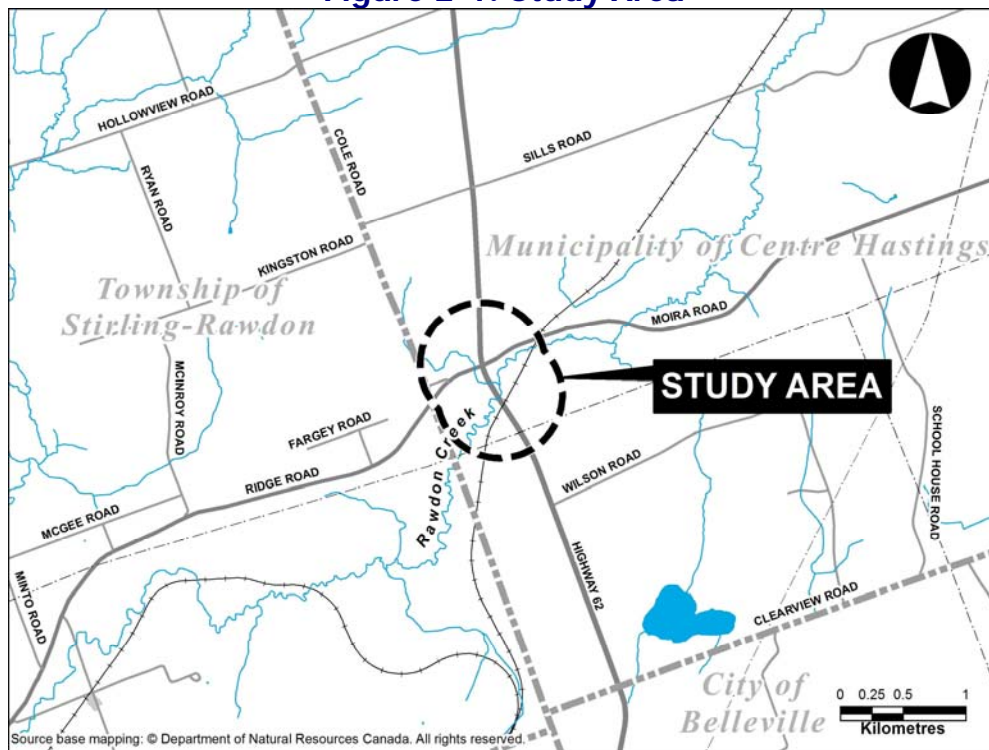 HOLLOWVIEW ROAD
RYAN ROAD
COLE ROAD
SILLS ROAD
KINGSTON ROAD
Municipality of Centre Hastings
Township of
Stirling-Rawdon
MOIRA ROAD
MCINROY ROAD
STUDY AREA
FARGEY ROAD
Rawdon Creek
RIDGE ROAD
WILSON ROAD
SCHOOL HOUSE ROAD
MCGEE ROAD
MINTO ROAD
HIGHWAY 62
CLEARVIEW ROAD
City of
Belleville
0 0.25 0.5 1
Kilometres
Source base mapping: © Department of Natural Resources Canada. All rights reserved.